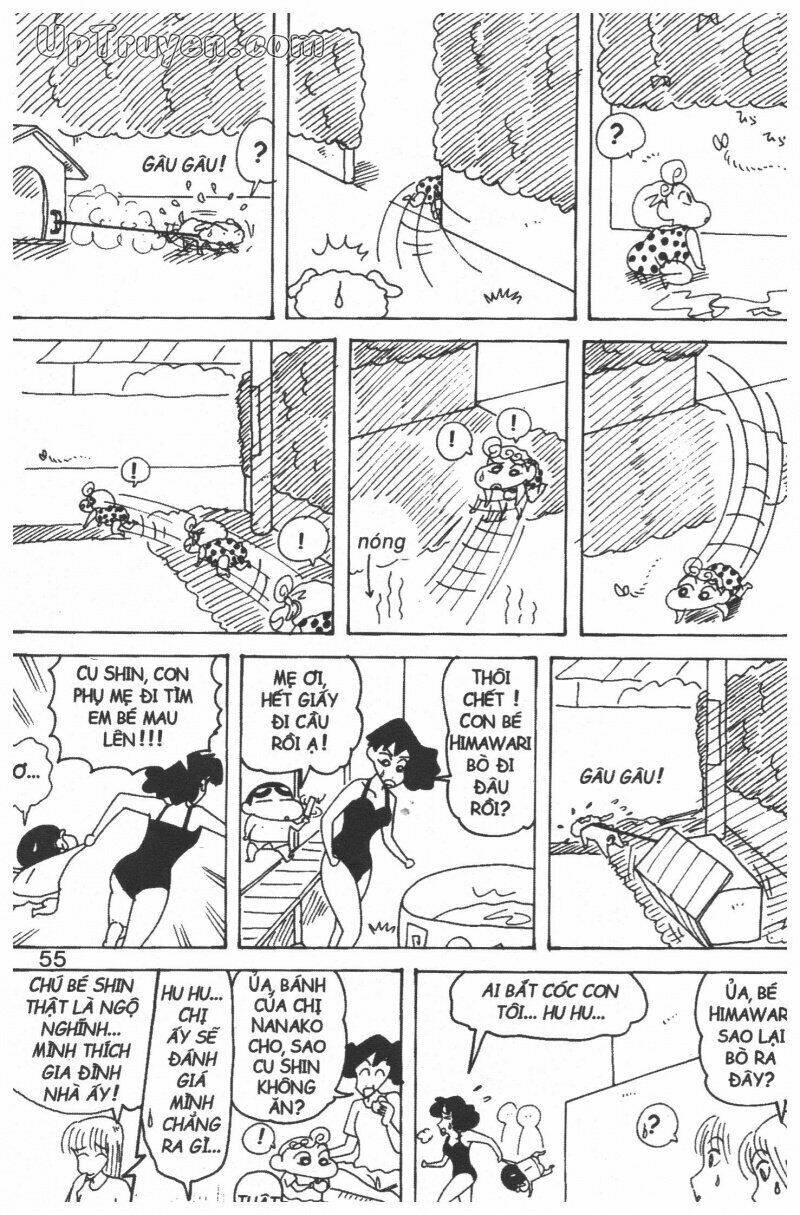 UpTruyen.com
?
?
GÂU GÂU!
!
!
nóng
!
!
GÂU GÂU!
THÔI
CHẾT !
CON BÉ
HIMAWARI
BÒ ĐI
ĐÂU
RỒI?
MẸ ƠI,
HẾT GIẤY
ĐI CẦU
RỒI Ạ!
CU SHIN, CON
PHỤ MẸ ĐI TÌM
EM BÉ MAU
LÊN!!!
Ơ...
55
ỦA, BÉ
HIMAWARI
SAO LẠI
BÒ RA
ĐÂY?
?
AI BẮT CÓC CON
TÔI... HU HU...
ỦA, BÁNH
CỦA CHỊ
NANAKO
CHO, SAO
CU SHIN
KHÔNG
ĂN?
!
HU HU...
CHỊ
ẤY SẼ
ĐÁNH
GIÁ
MÌNH
CHẲNG
RA GÌ...
CHÚ BÉ SHIN
THẬT LÀ NGỘ
NGHĨNH...
MÌNH THÍCH
GIA ĐÌNH
NHÀ ẤY!